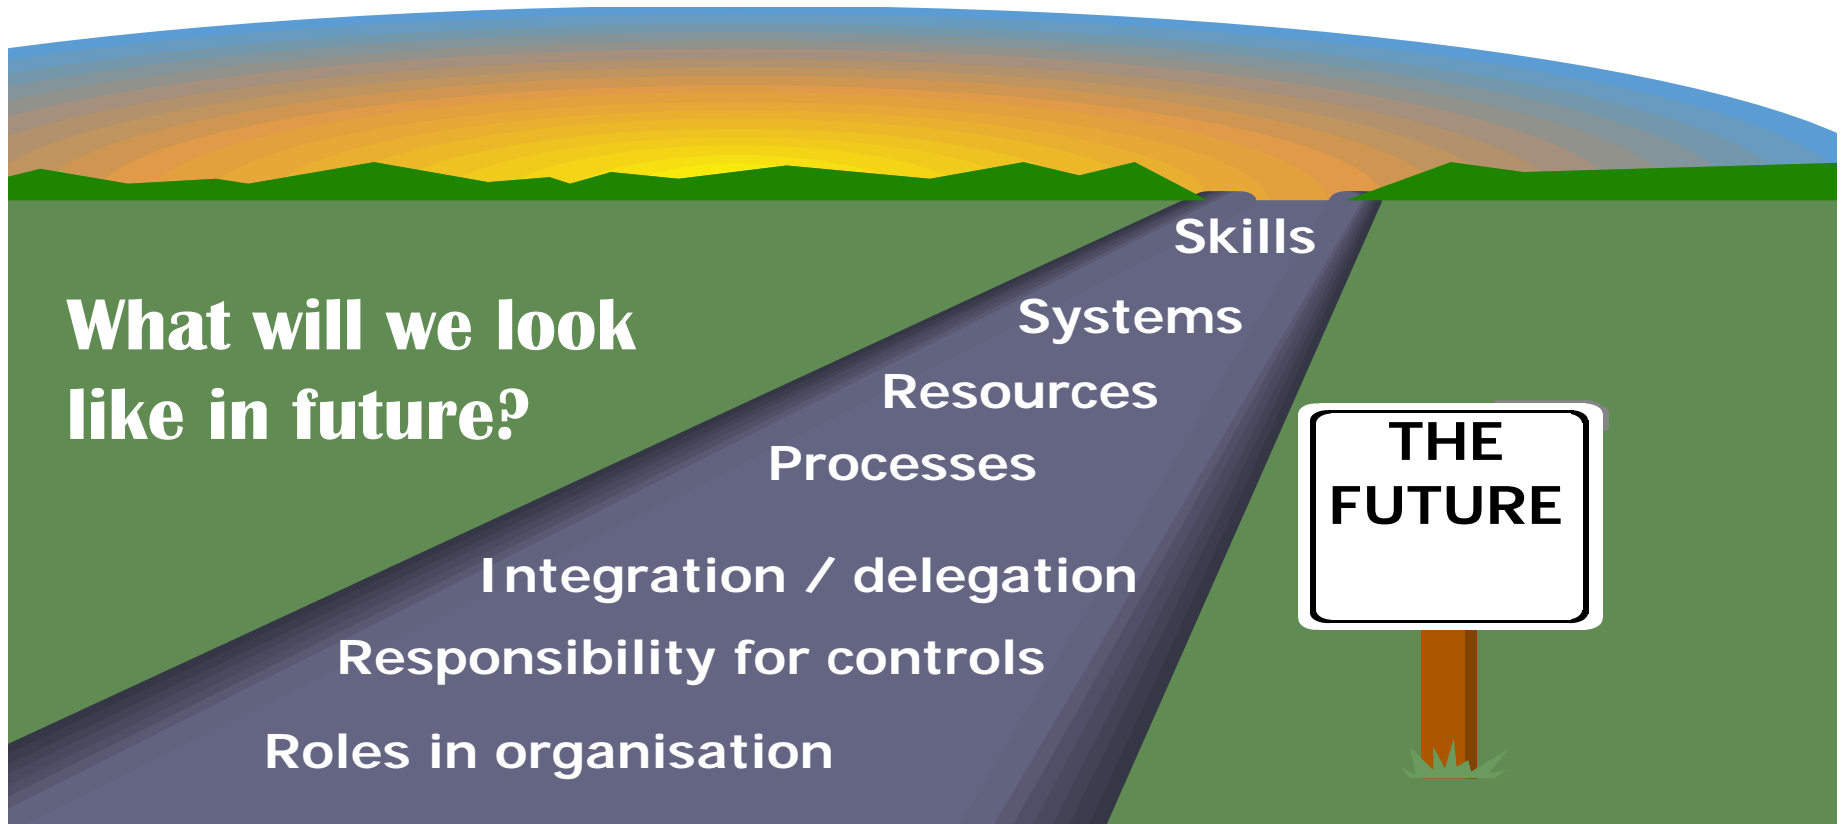 Skills
Systems
What will we look
like in future?
Resources
Processes
THE
FUTURE
Integration / delegation
Responsibility for controls
Roles in organisation